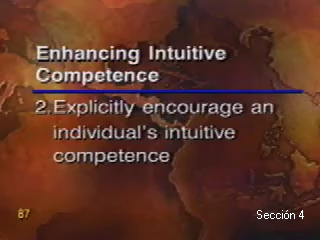 Enhancing Intuitive
Competence
2. Explicitly encourage an
individual's intuitive
competence
87
Sección 4